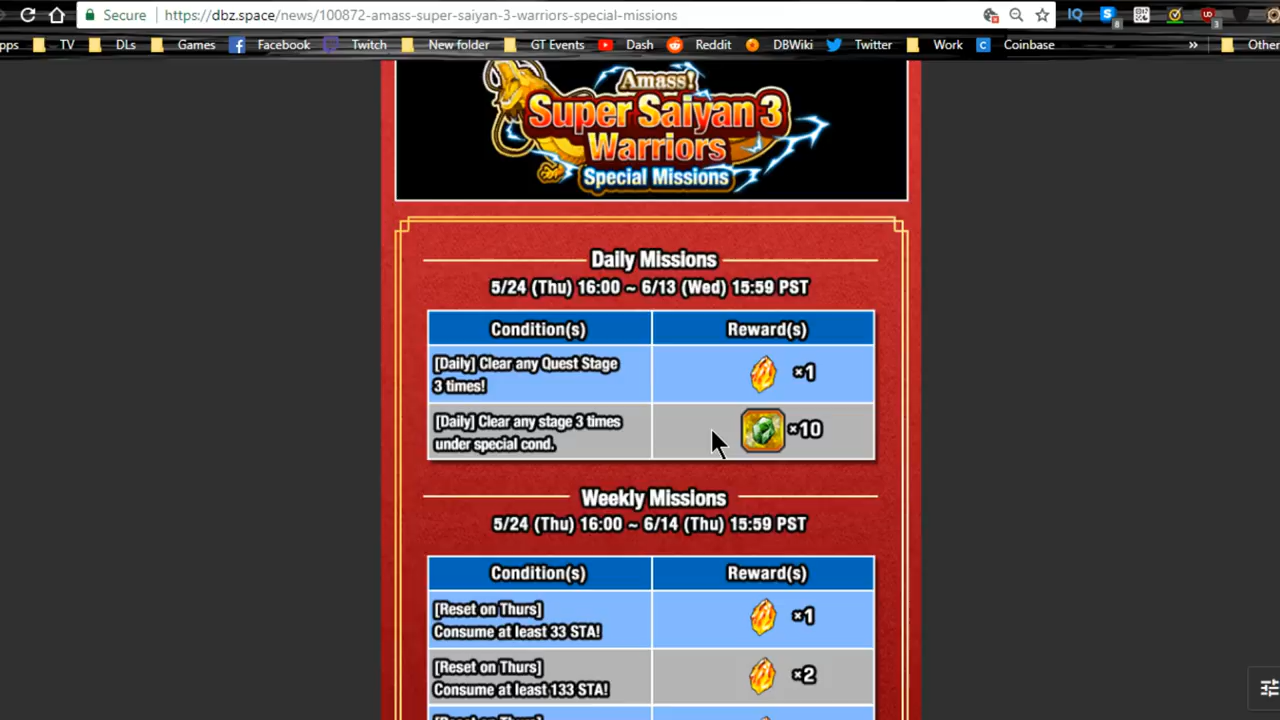 Secure https://dbz.space/news/100872-amass-super-saiyan-3-warriors-special-missions
pps TV DLs Games Facebook Twitch New folder GT Events Dash Reddit DBWiki Twitter Work Coinbase » Other
Amass!
Super Saiyan 3
Warriors
Special Missions
Daily Missions
5/24 (Thu) 16:00 ~ 6/13 (Wed) 15:59 PST
Condition(s) Reward(s)
[Daily] Clear any Quest Stage
3 times!
×1
[Daily] Clear any stage 3 times
under special cond.
×10
Weekly Missions
5/24 (Thu) 16:00 ~ 6/14 (Thu) 15:59 PST
Condition(s) Reward(s)
[Reset on Thurs]
Consume at least 33 STA!
×1
[Reset on Thurs]
Consume at least 133 STA!
×2